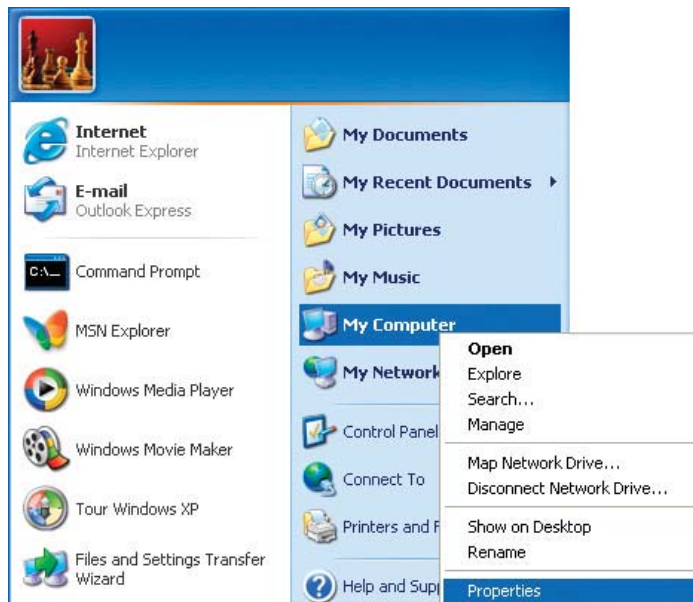 Internet
Internet Explorer
E-mail
Outlook Express
C:\_
Command Prompt
MSN Explorer
Windows Media Player
Windows Movie Maker
Tour Windows XP
Files and Settings Transfer
Wizard
My Documents
My Recent Documents
My Pictures
My Music
My Computer
My Network
Control Panel
Connect To
Printers and F
Help and Supp
Open
Explore
Search...
Manage
Map Network Drive...
Disconnect Network Drive...
Show on Desktop
Rename
Properties